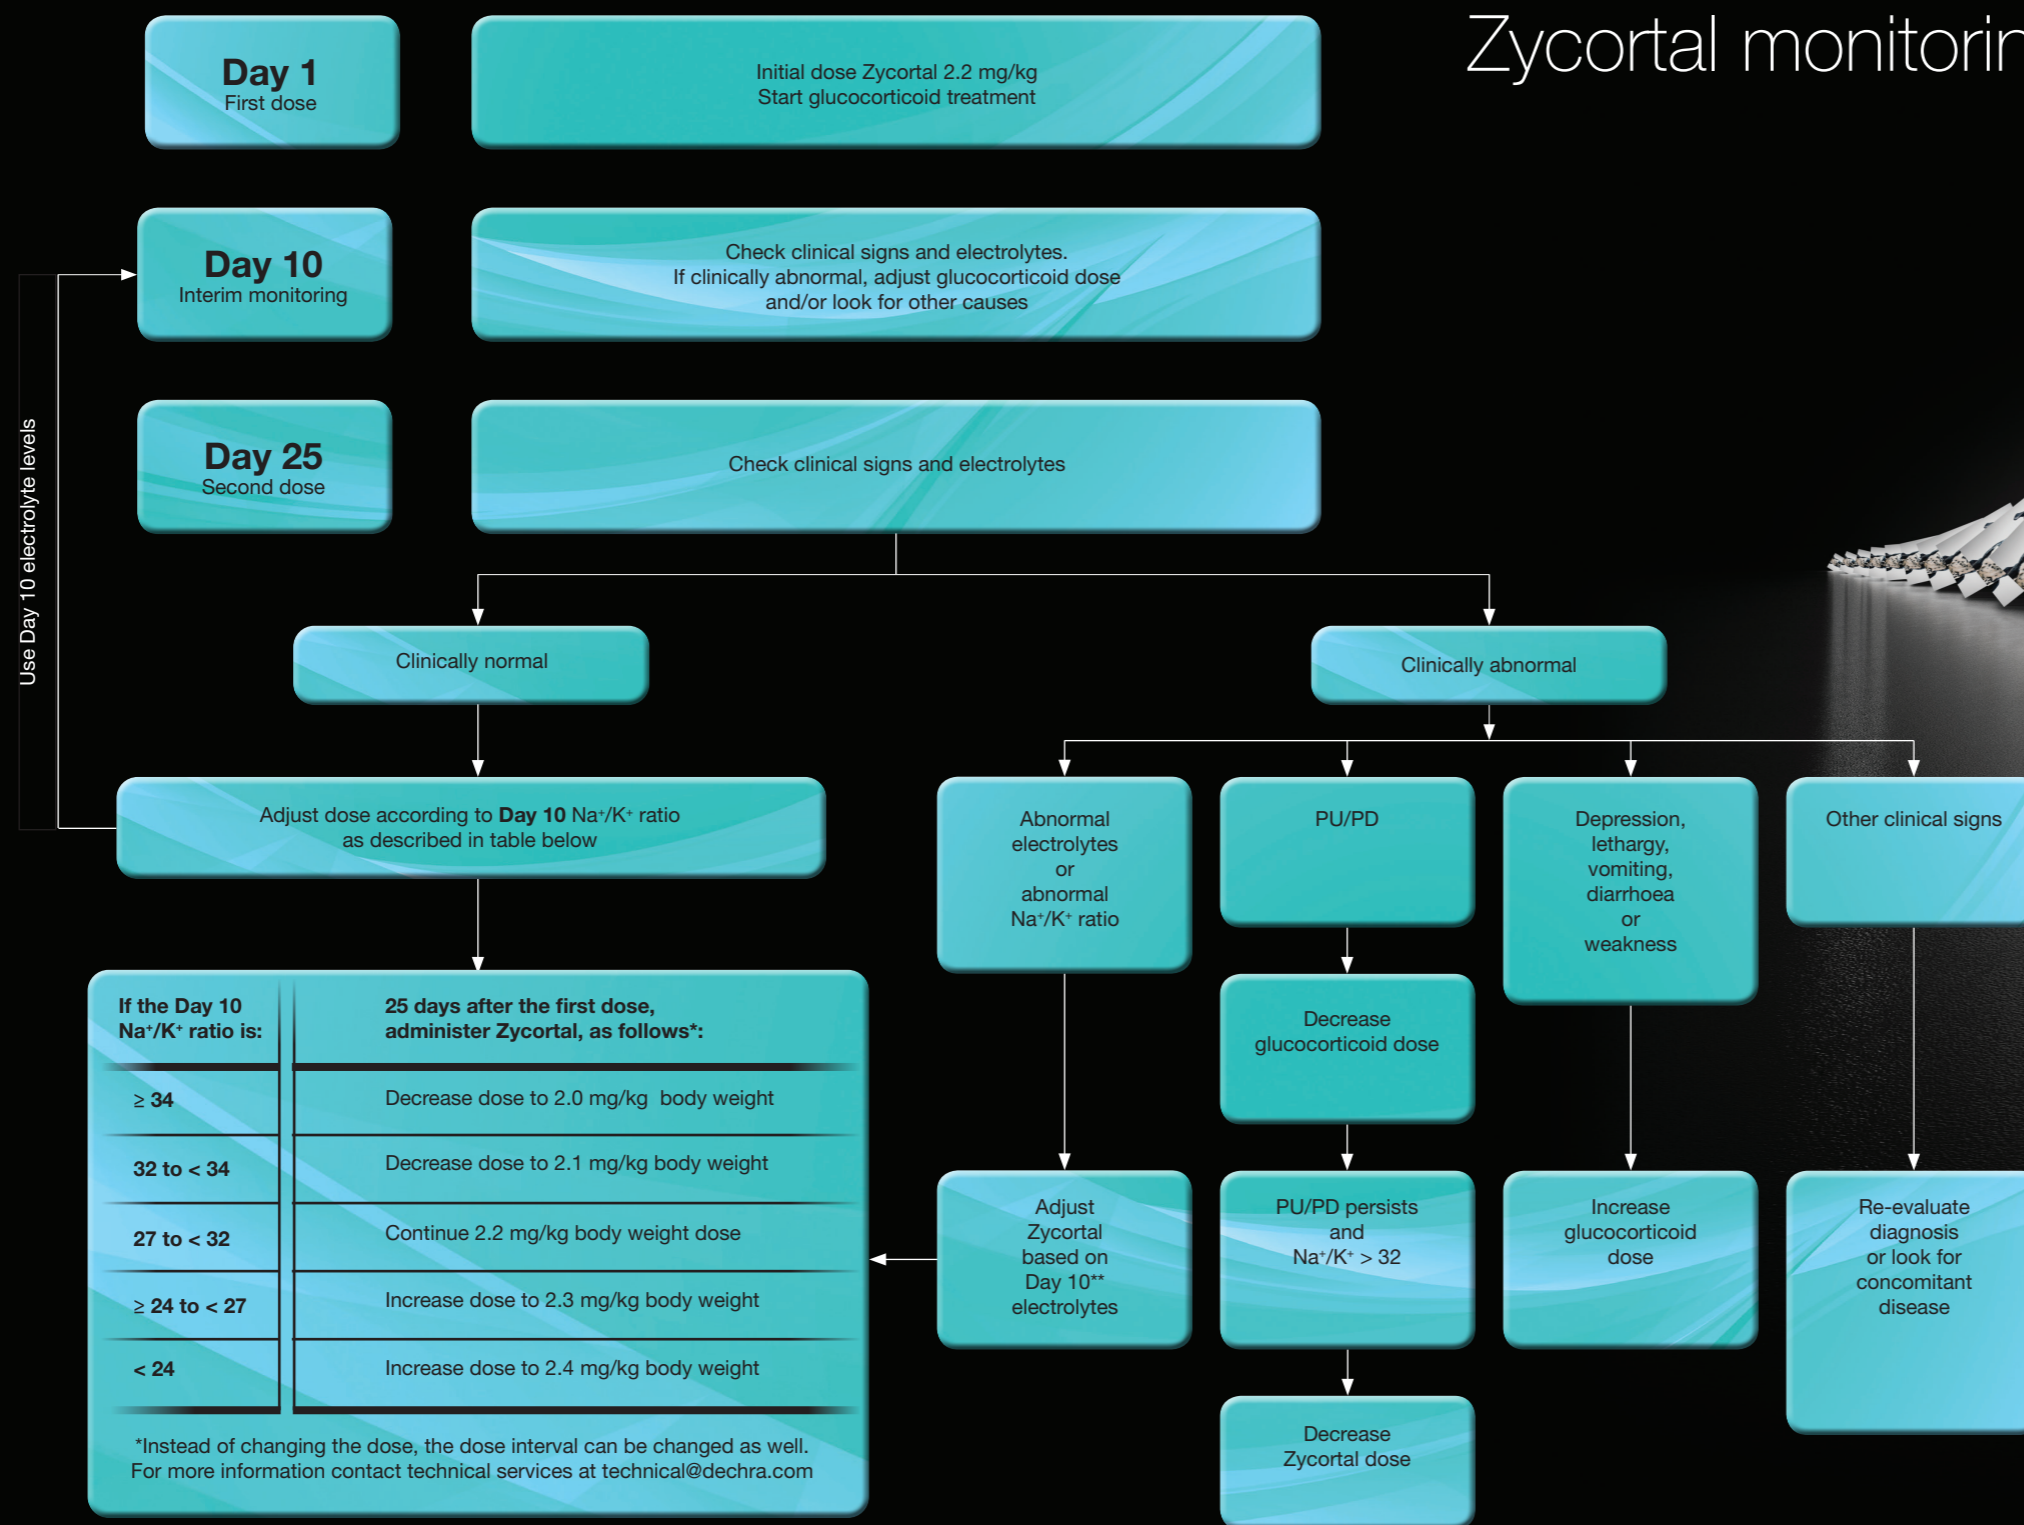 Zycortal monitorin
Day 1
First dose
Initial dose Zycortal 2.2 mg/kg
Start glucocorticoid treatment
Day 10
Interim monitoring
Check clinical signs and electrolytes.
If clinically abnormal, adjust glucocorticoid dose
and/or look for other causes
Day 25
Second dose
Check clinical signs and electrolytes
Use Day 10 electrolyte levels
Clinically normal
Clinically abnormal
Adjust dose according to Day 10 Na⁺/K⁺ ratio
as described in table below
Abnormal
electrolytes
or
abnormal
Na⁺/K⁺ ratio
PU/PD
Depression,
lethargy,
vomiting,
diarrhoea
or
weakness
Other clinical signs
Decrease
glucocorticoid dose
If the Day 10
Na⁺/K⁺ ratio is:
25 days after the first dose,
administer Zycortal, as follows*:
≥ 34
Decrease dose to 2.0 mg/kg body weight
32 to < 34
Decrease dose to 2.1 mg/kg body weight
27 to < 32
Continue 2.2 mg/kg body weight dose
≥ 24 to < 27
Increase dose to 2.3 mg/kg body weight
< 24
Increase dose to 2.4 mg/kg body weight
*Instead of changing the dose, the dose interval can be changed as well.
For more information contact technical services at technical@dechra.com
Adjust
Zycortal
based on
Day 10**
electrolytes
PU/PD persists
and
Na⁺/K⁺ > 32
Increase
glucocorticoid
dose
Re-evaluate
diagnosis
or look for
concomitant
disease
Decrease
Zycortal dose